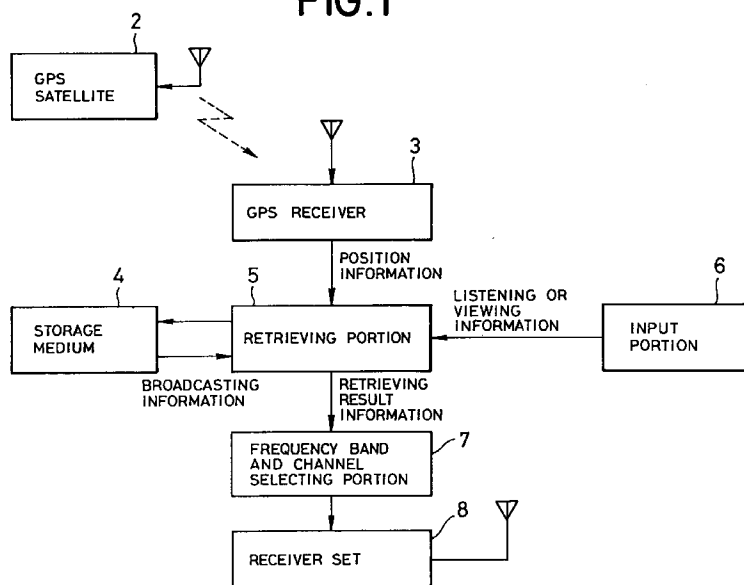 FIG.1
2
GPS
SATELLITE
3
GPS RECEIVER
POSITION
INFORMATION
4
5
6
STORAGE
MEDIUM
RETRIEVING PORTION
LISTENING OR
VIEWING
INFORMATION
INPUT
PORTION
BROADCASTING
INFORMATION
RETRIEVING
RESULT
INFORMATION
FREQUENCY BAND
AND CHANNEL
SELECTING PORTION
7
8
RECEIVER SET